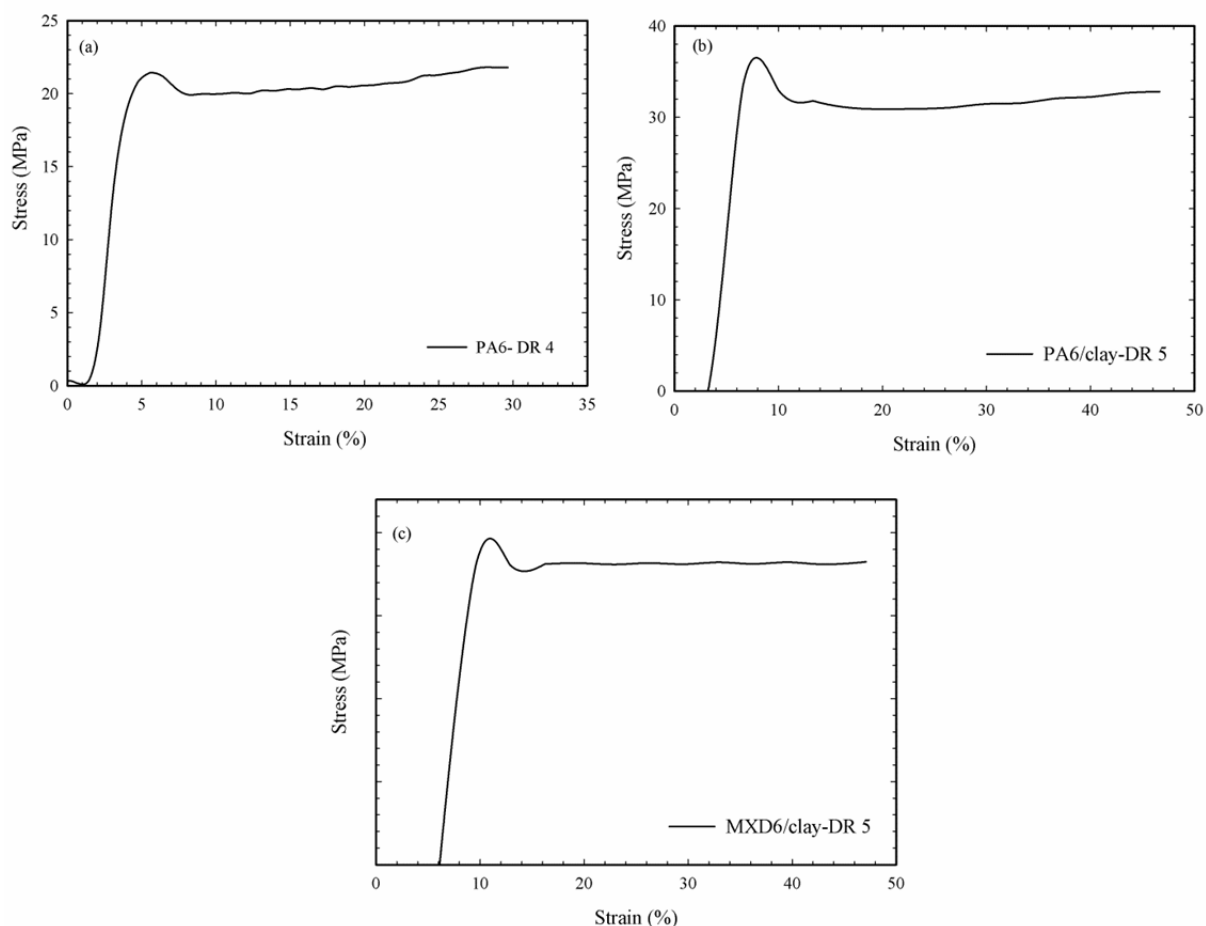 25
20
15
10
5
0
Stress (MPa)
(a)
PA6- DR 4
0 5 10 15 20 25 30 35
Strain (%)
40
30
20
10
0
Stress (MPa)
(b)
PA6/clay-DR 5
0 10 20 30 40 50
Strain (%)
Stress (MPa)
(c)
MXD6/clay-DR 5
0 10 20 30 40 50
Strain (%)